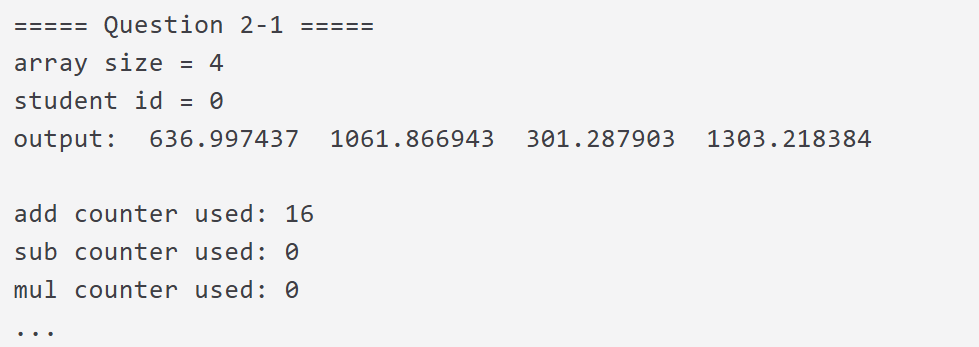 ===== Question 2-1 =====
array size = 4
student id = 0
output:  636.997437  1061.866943  301.287903  1303.218384
add counter used: 16
sub counter used: 0
mul counter used: 0
...